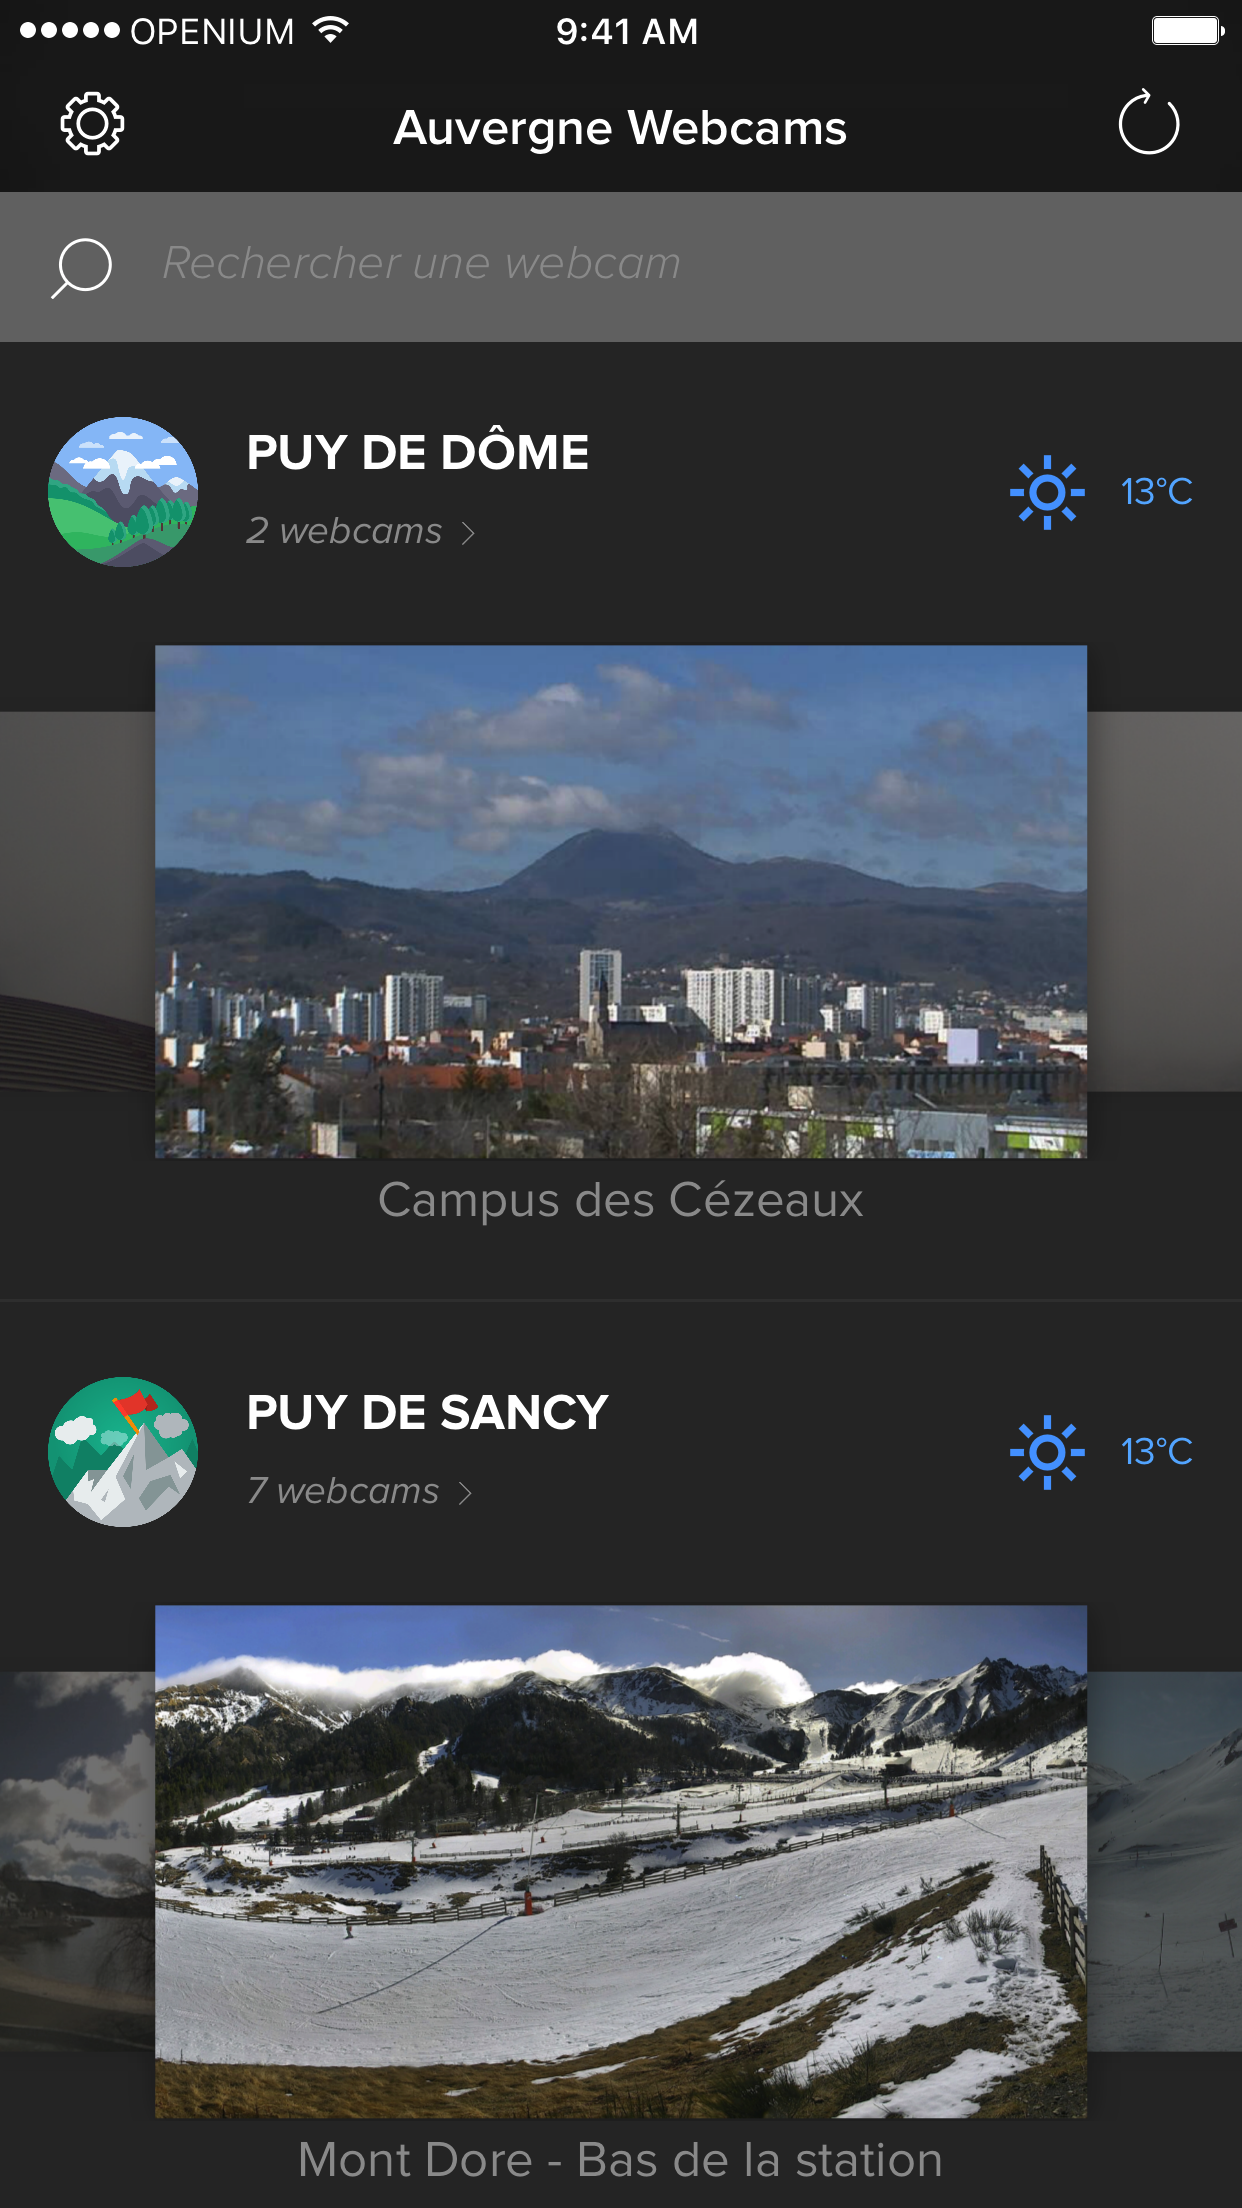 OPENIUM 9:41 AM
Auvergne Webcams
Rechercher une webcam
PUY DE DÔME
2 webcams
13°C
Campus des Cézeaux
PUY DE SANCY
7 webcams
13°C
Mont Dore - Bas de la station